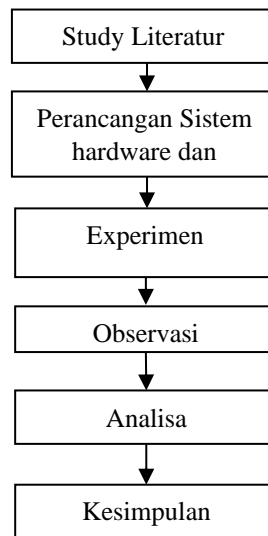 Study Literatur
Perancangan Sistem
hardware dan
Experimen
Observasi
Analisa
Kesimpulan